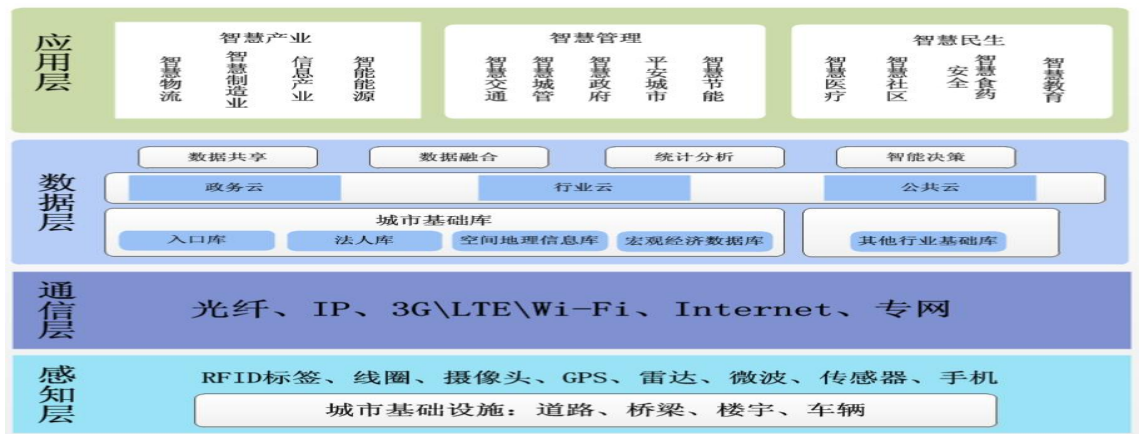 应用层
智慧产业
智慧物流
智慧制造业
信息产业
智能能源
智慧管理
智慧交通
智慧城管
智慧政府
平安城市
智慧节能
智慧民生
智慧医疗
智慧社区
智慧食药
安全
智慧教育
数据层
数据共享
数据融合
统计分析
智能决策
政务云
行业云
公共云
城市基础库
入口库
法人库
空间地理信息库
宏观经济数据库
其他行业基础库
通信层
光纤、IP、3G\LTE\Wi-Fi、Internet、专网
感知层
RFID标签、线圈、摄像头、GPS、雷达、微波、传感器、手机
城市基础设施：道路、桥梁、楼宇、车辆